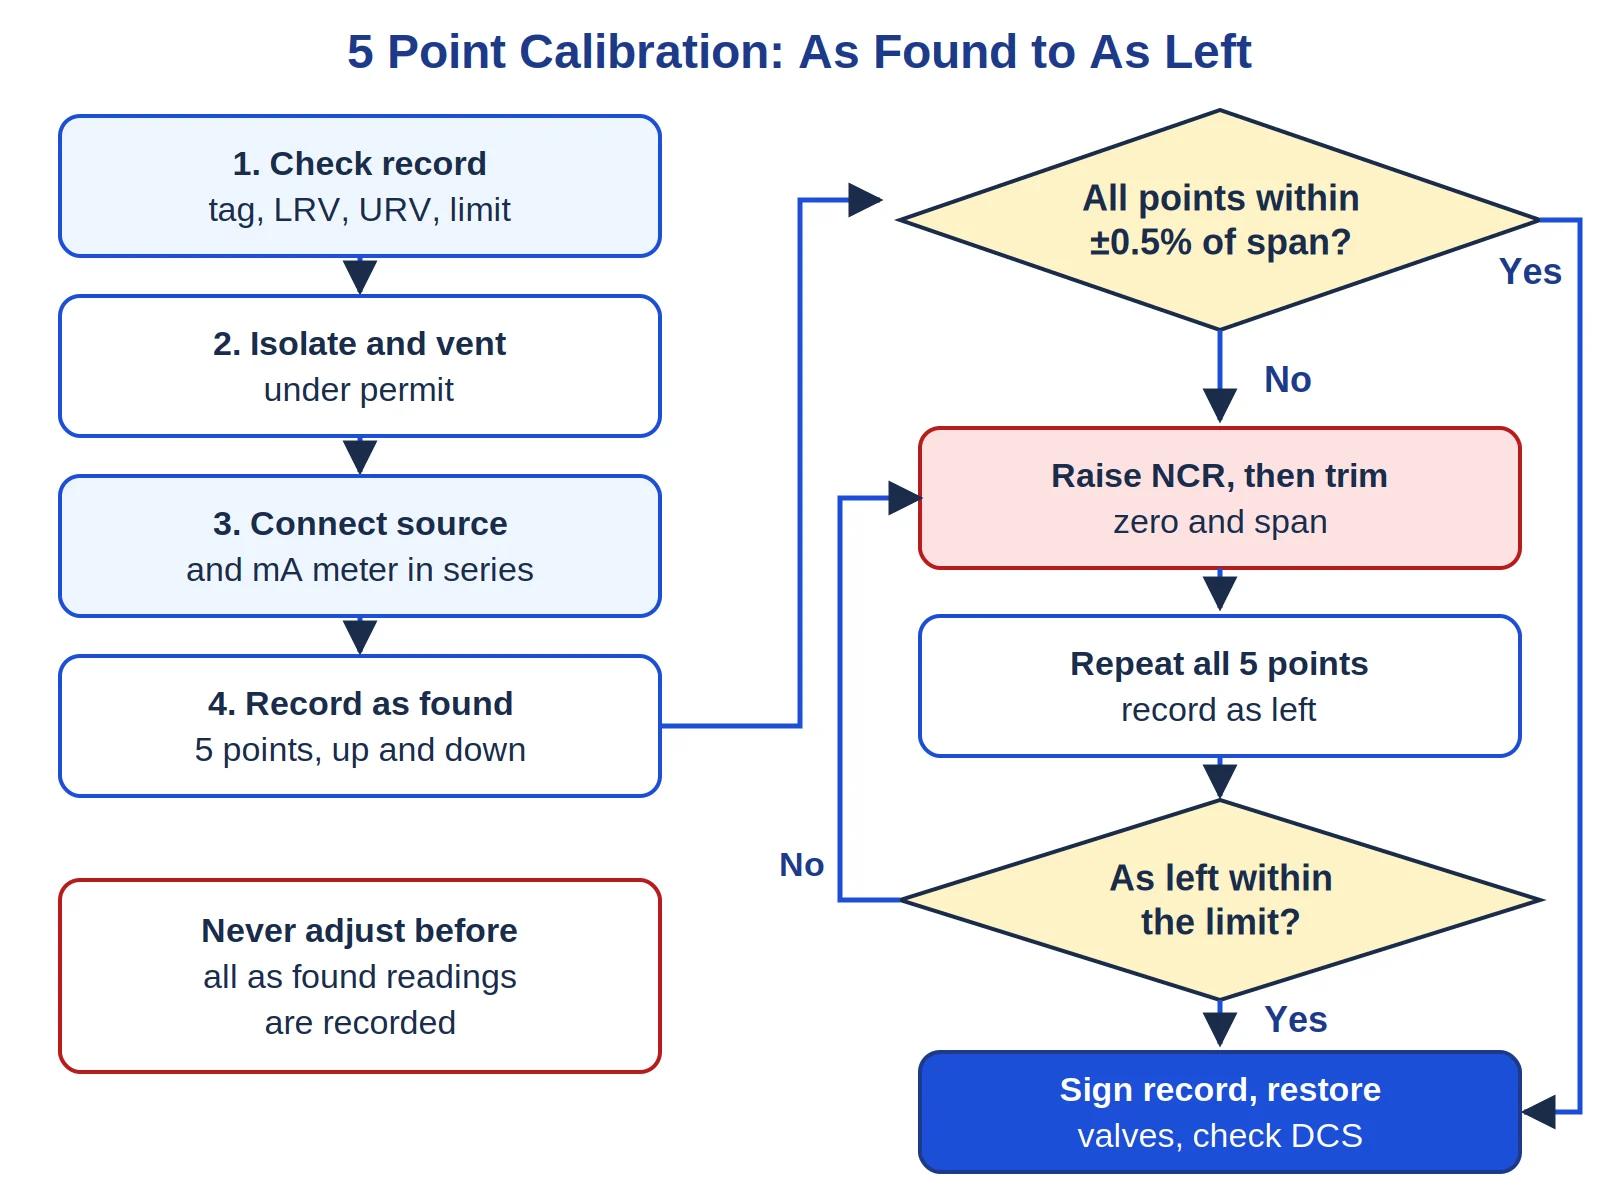 5 Point Calibration: As Found to As Left
1. Check record
tag, LRV, URV, limit
2. Isolate and vent
under permit
3. Connect source
and mA meter in series
4. Record as found
5 points, up and down
Never adjust before
all as found readings
are recorded
All points within
±0.5% of span?
Yes
No
Raise NCR, then trim
zero and span
Repeat all 5 points
record as left
As left within
the limit?
No
Yes
Sign record, restore
valves, check DCS